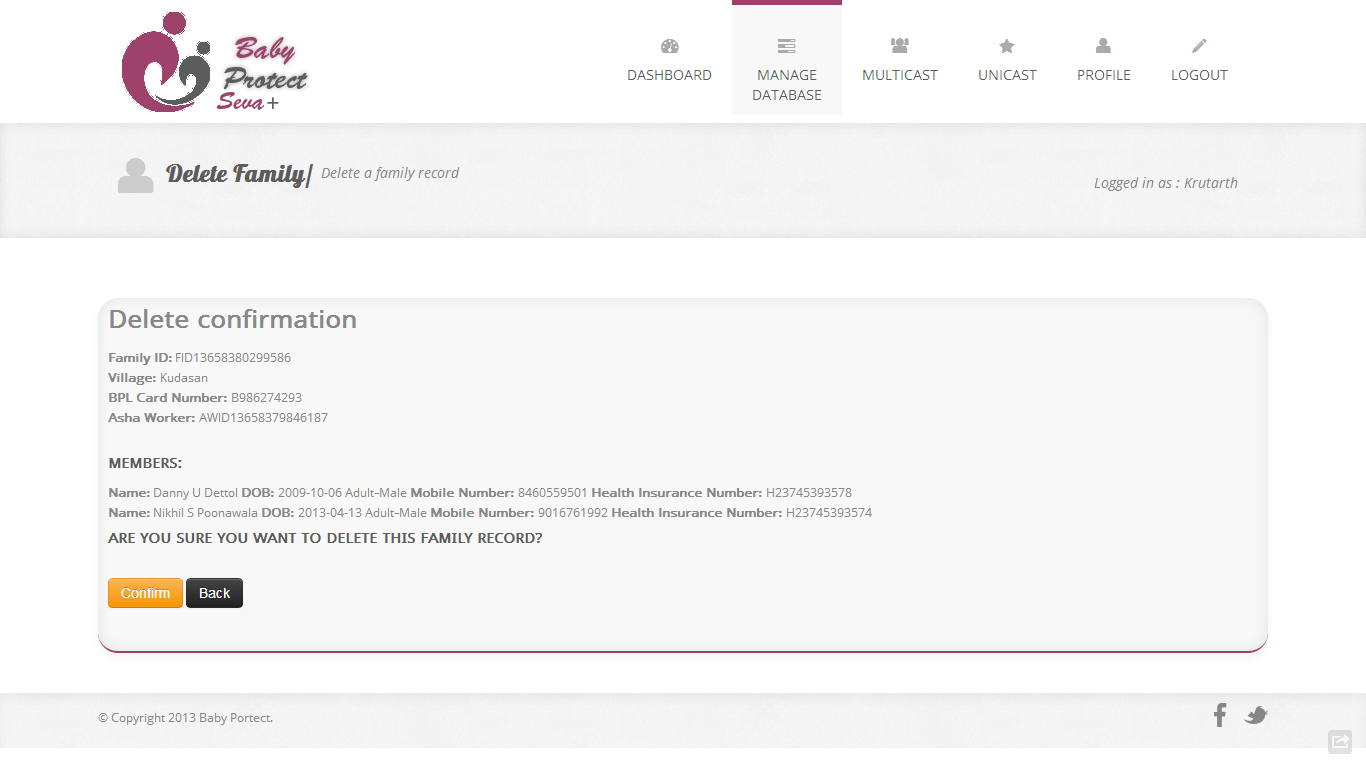 Baby
Protect
Seva+
DASHBOARD
MANAGE
DATABASE
MULTICAST
UNICAST
PROFILE
LOGOUT
Delete Family/ Delete a family record
Logged in as : Krutarth
Delete confirmation
Family ID: FID13658380299586
Village: Kudasan
BPL Card Number: B986274293
Asha Worker: AWID13658379846187
MEMBERS:
Name: Danny U Dettol DOB: 2009-10-06 Adult-Male Mobile Number: 8460559501 Health Insurance Number: H23745393578
Name: Nikhil S Poonawala DOB: 2013-04-13 Adult-Male Mobile Number: 9016761992 Health Insurance Number: H23745393574
ARE YOU SURE YOU WANT TO DELETE THIS FAMILY RECORD?
Confirm Back
© Copyright 2013 Baby Portect.